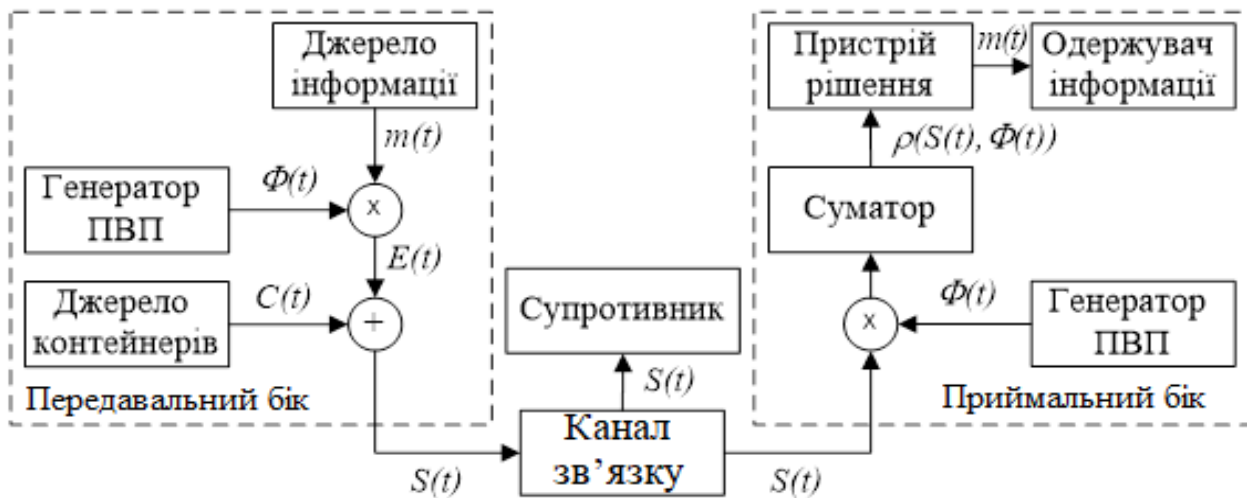 Джерело
інформації
m(t)
Генератор
ПВП
Φ(t)
x
E(t)
Джерело
контейнерів
C(t)
+
Передавальний бік
S(t)
Супротивник
S(t)
Канал
зв’язку
S(t)
Пристрій
рішення
m(t)
Одержувач
інформації
ρ(S(t), Φ(t))
Суматор
x
Φ(t)
Генератор
ПВП
Приймальний бік